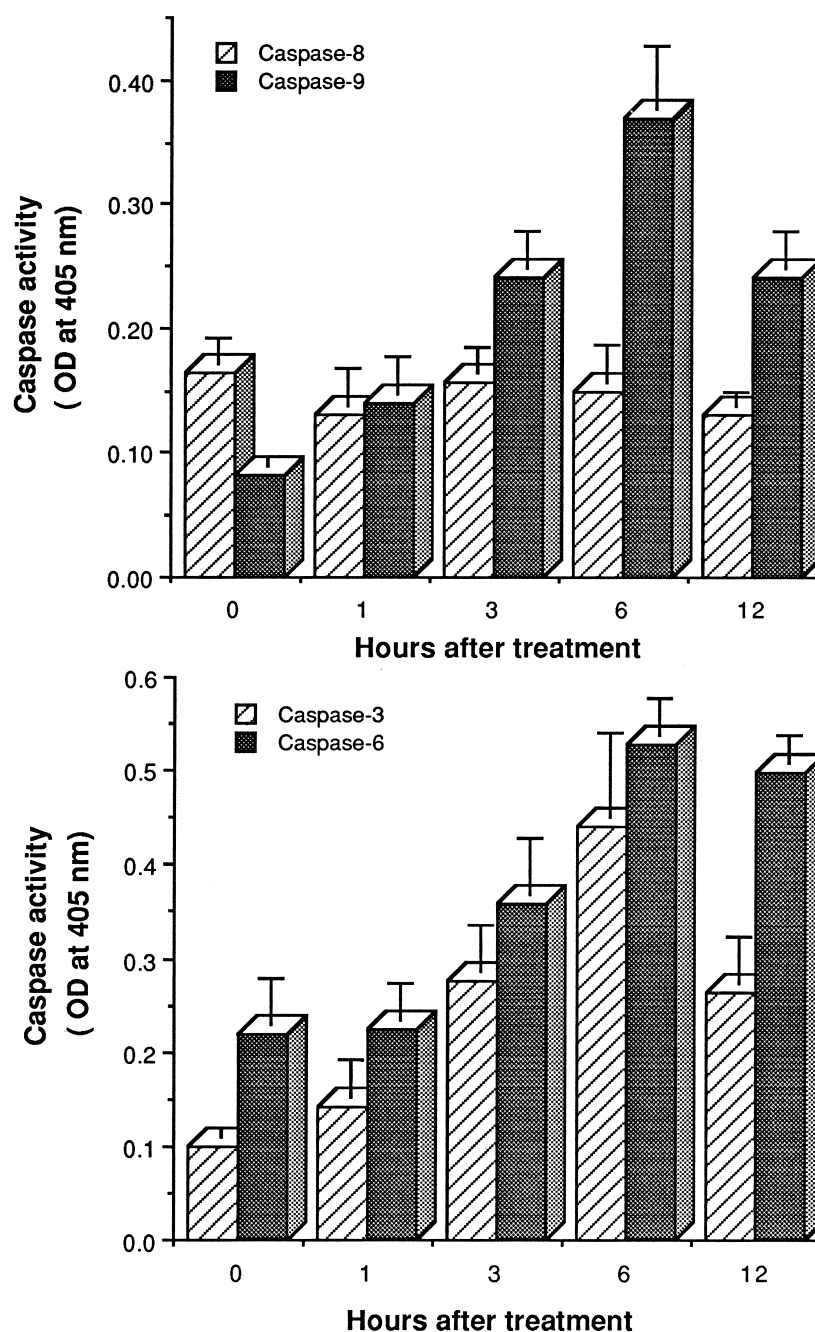 Caspase-8
Caspase-9
0.40
0.30
0.20
0.10
0.00
Caspase activity
( OD at 405 nm)
0 1 3 6 12
Hours after treatment
0.6
Caspase-3
Caspase-6
0.5
0.4
0.3
0.2
0.1
0.0
Caspase activity
( OD at 405 nm)
0 1 3 6 12
Hours after treatment